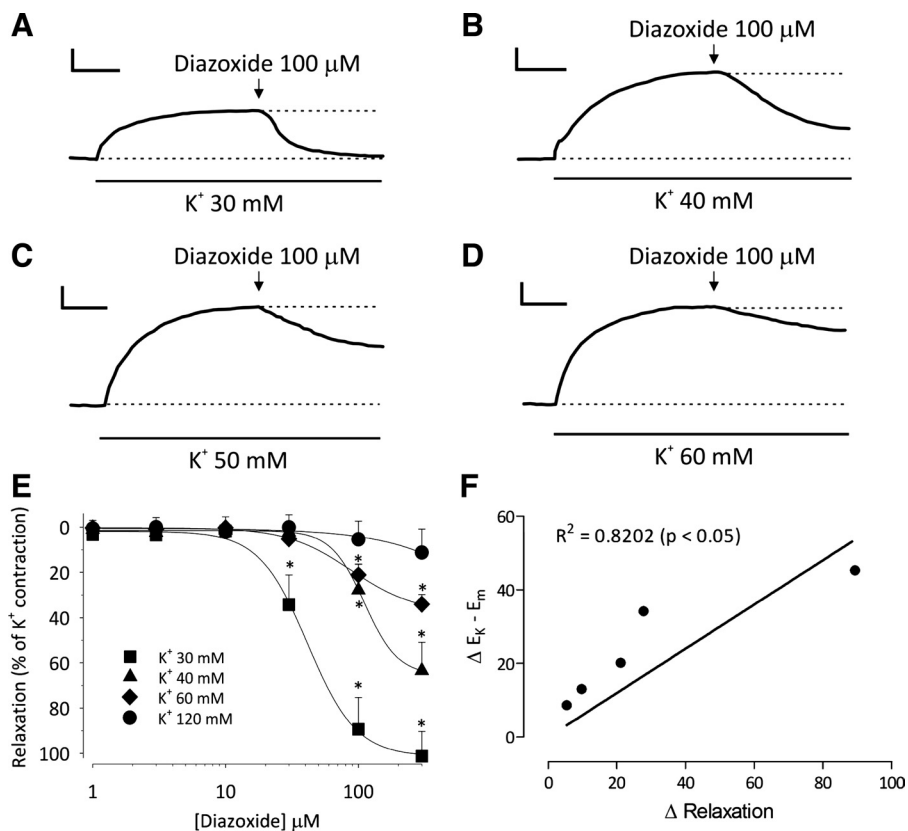 A
Diazoxide 100 μM
K⁺ 30 mM
B
Diazoxide 100 μM
K⁺ 40 mM
C
Diazoxide 100 μM
K⁺ 50 mM
D
Diazoxide 100 μM
K⁺ 60 mM
E
Relaxation (% of K⁺ contraction)
0
20
40
60
80
100
* * * * * * *
K⁺ 30 mM
K⁺ 40 mM
K⁺ 60 mM
K⁺ 120 mM
1 10 100
[Diazoxide] μM
F
R² = 0.8202 (p < 0.05)
Δ E_K - E_m
60
40
20
0
0 20 40 60 80 100
Δ Relaxation